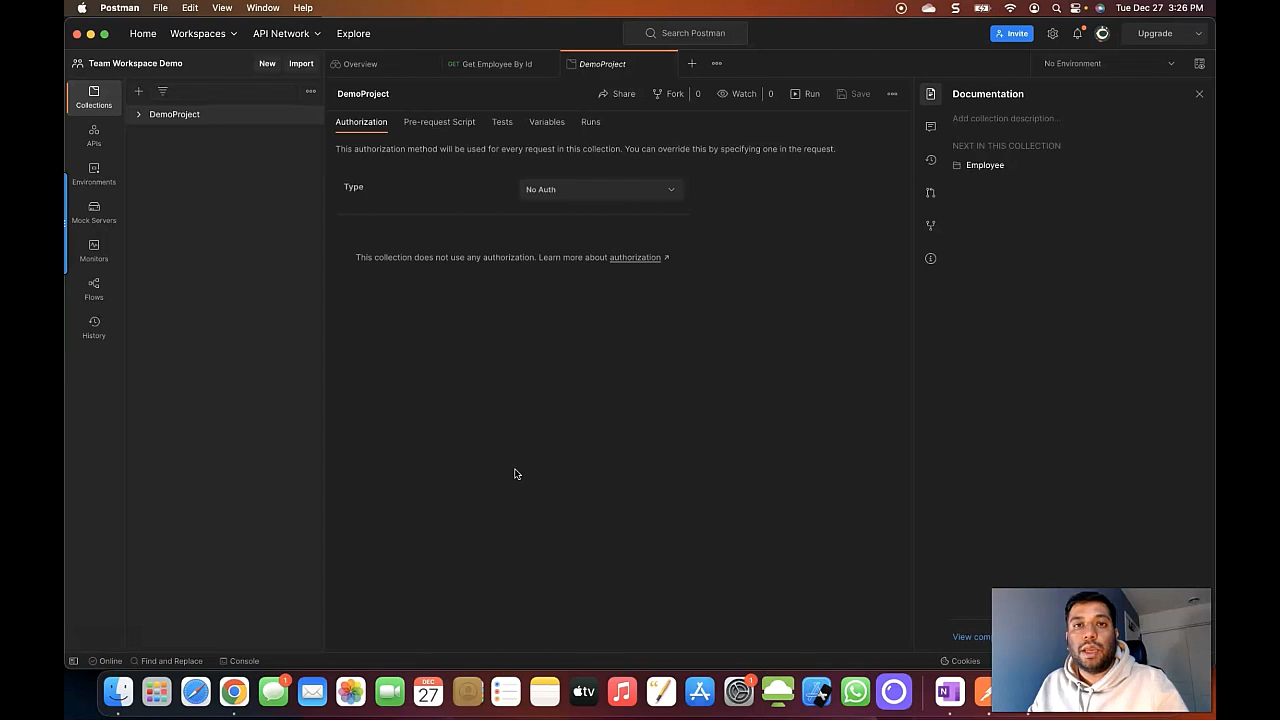 Postman File Edit View Window Help
Tue Dec 27 3:26 PM
Home Workspaces API Network Explore
Search Postman
Invite
Upgrade
Team Workspace Demo
New Import
Overview
GET Get Employee By Id
DemoProject
No Environment
Collections
DemoProject
DemoProject
Share Fork 0 Watch 0 Run Save
Documentation
Authorization Pre-request Script Tests Variables Runs
Add collection description...
APIs
This authorization method will be used for every request in this collection. You can override this by specifying one in the request.
NEXT IN THIS COLLECTION
Employee
Environments
Type
No Auth
Mock Servers
Monitors
This collection does not use any authorization. Learn more about authorization
Flows
History
View com
Online Find and Replace Console
Cookies
1
DEC
27
tv
1
N